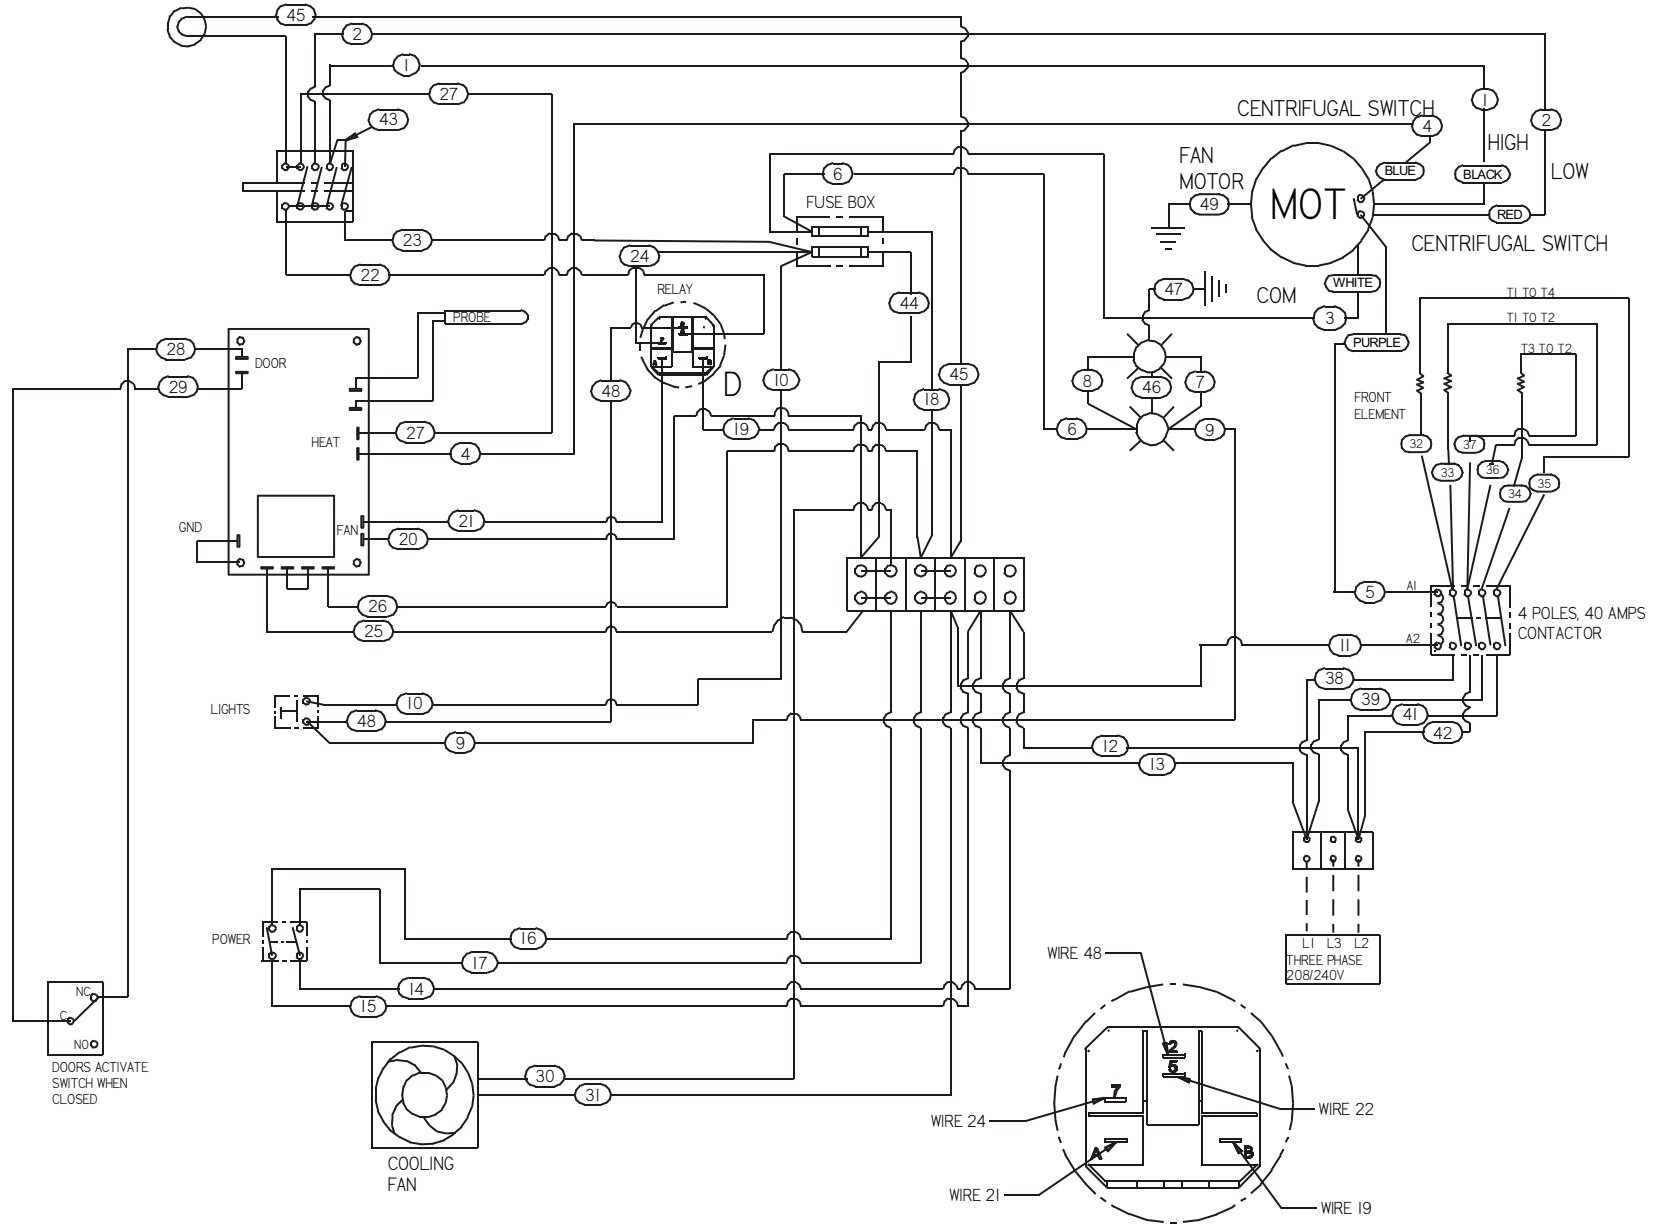 45
2
1
27
43
CENTRIFUGAL SWITCH
4
1
2
HIGH
FAN
MOTOR
BLUE
BLACK
LOW
6
FUSE BOX
49
MOT
RED
23
24
CENTRIFUGAL SWITCH
22
RELAY
44
47
COM
WHITE
3
T1 TO T4
PROBE
T1 TO T2
28
DOOR
PURPLE
T3 TO T2
29
48
D
10
45
8
46
7
18
FRONT
ELEMENT
27
HEAT
19
6
9
32
37
4
33
36
34
35
21
GND
FAN
20
5
A1
26
4 POLES, 40 AMPS
CONTACTOR
25
11
A2
38
LIGHTS
10
39
48
41
9
42
12
13
POWER
16
17
14
15
WIRE 48
L1 L3 L2
THREE PHASE
208/240V
NC
C
NO
DOORS ACTIVATE
SWITCH WHEN
CLOSED
30
31
2
5
7
WIRE 24
WIRE 22
A
B
COOLING
FAN
WIRE 21
WIRE 19